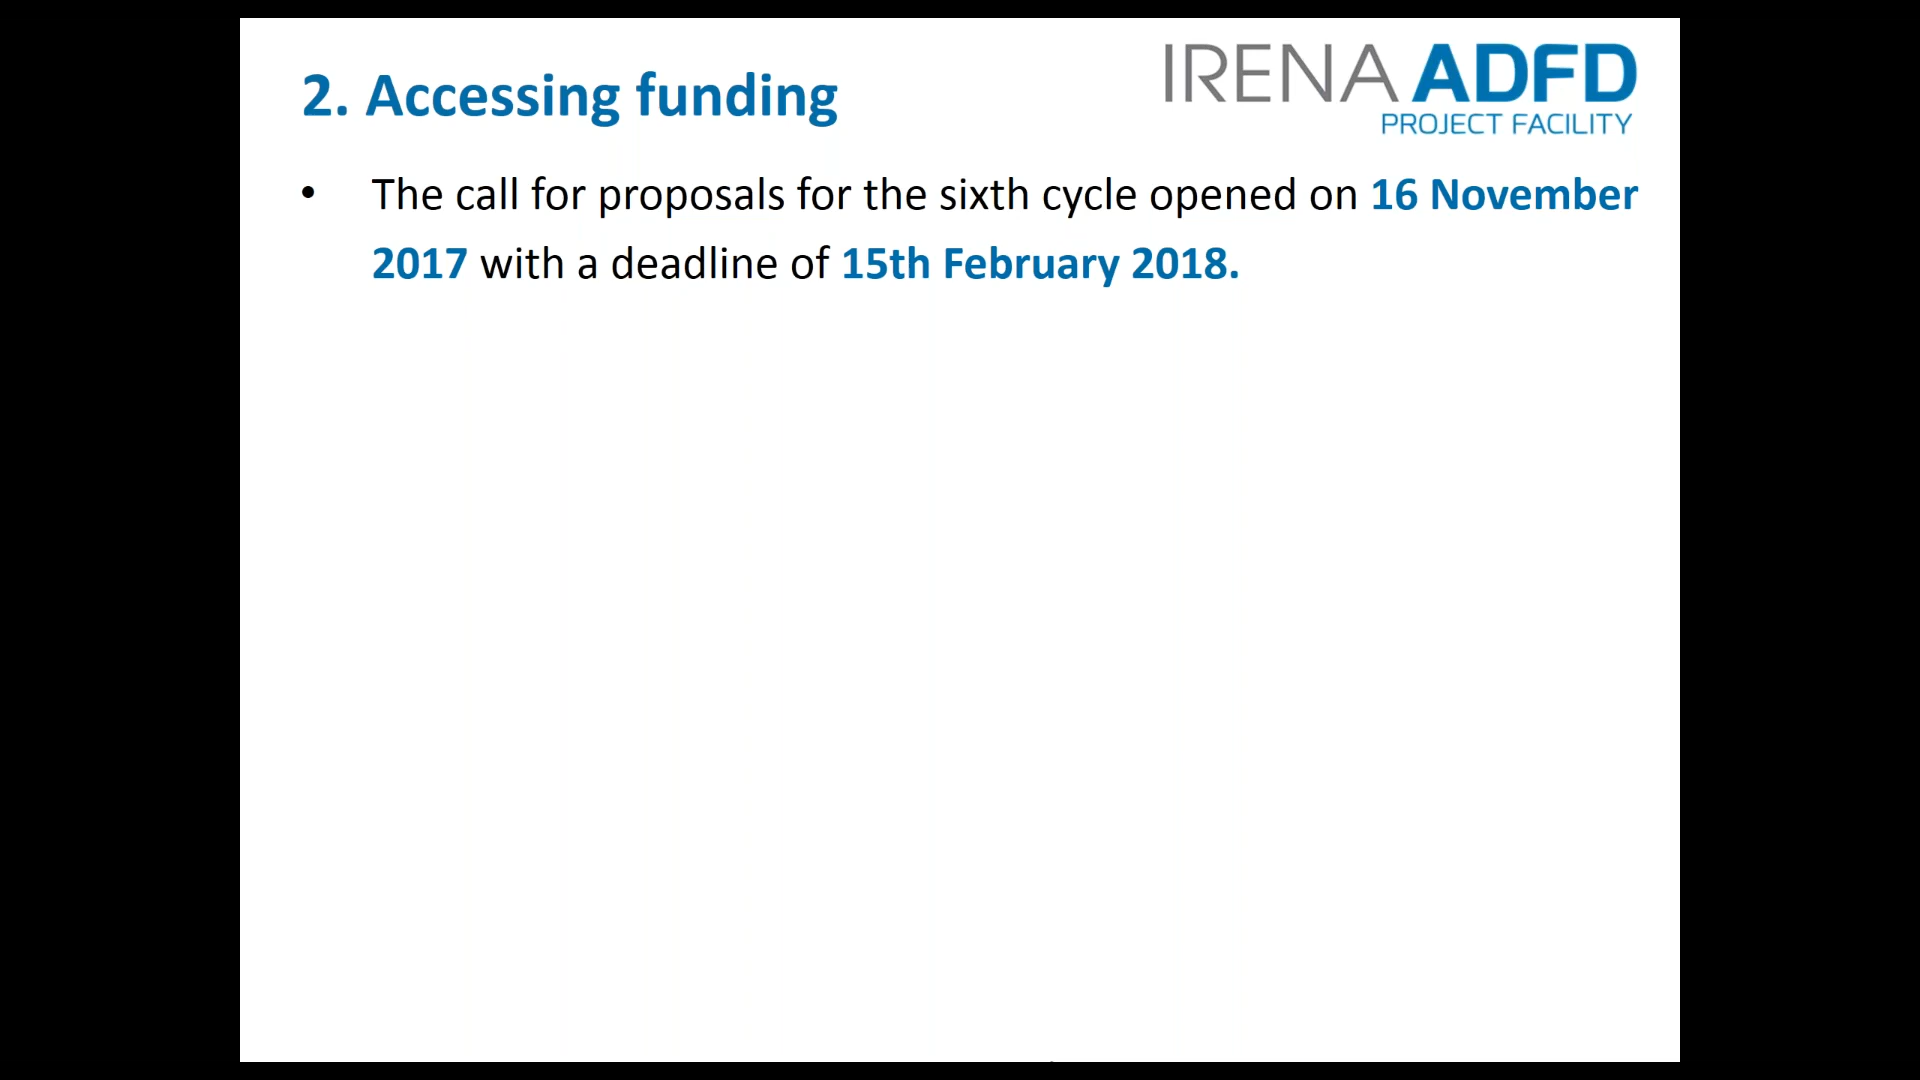 2. Accessing funding
IRENA ADFD
PROJECT FACILITY
• The call for proposals for the sixth cycle opened on 16 November
2017 with a deadline of 15th February 2018.